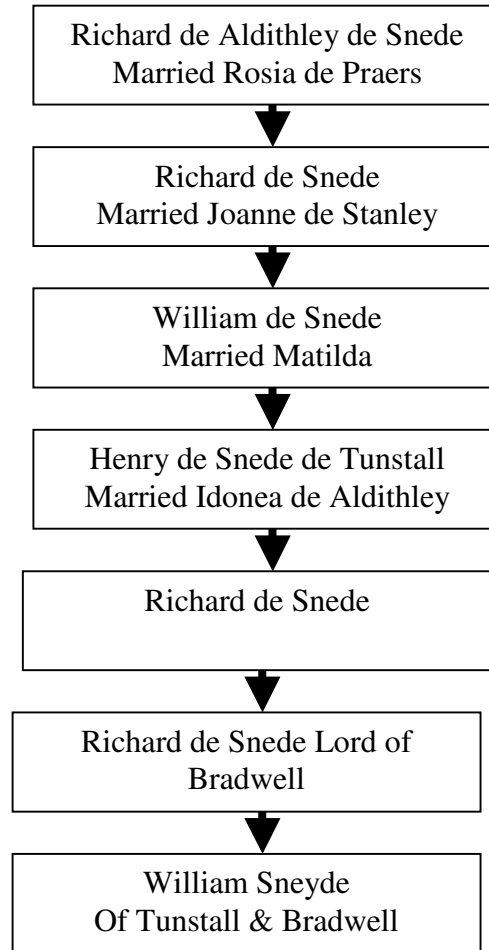 Richard de Aldithley de Snede
Married Rosia de Praers
Richard de Snede
Married Joanne de Stanley
William de Snede
Married Matilda
Henry de Snede de Tunstall
Married Idonea de Aldithley
Richard de Snede
Richard de Snede Lord of
Bradwell
William Sneyde
Of Tunstall & Bradwell